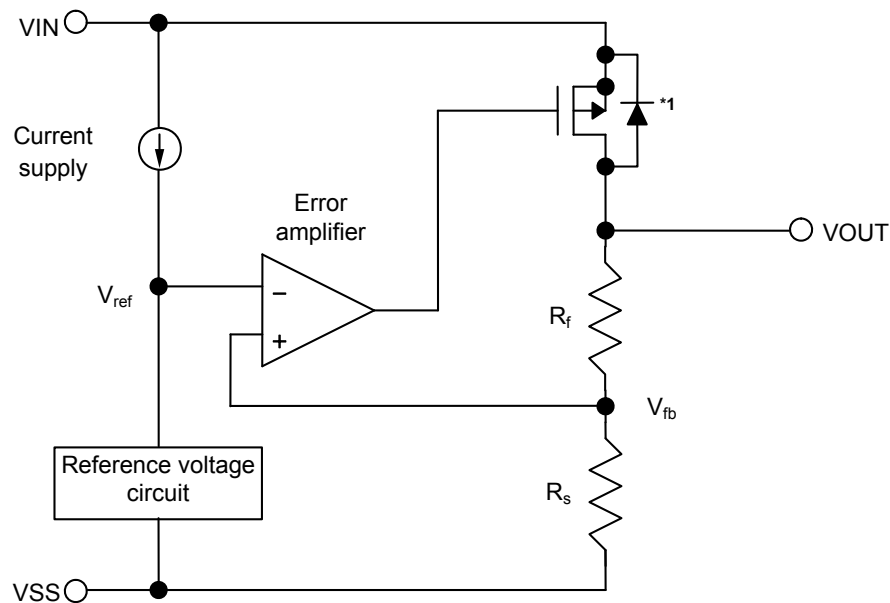 VIN
*1
Current
supply
Error
amplifier
VOUT
Vref
−
+
Rf
Vfb
Reference voltage
circuit
Rs
VSS